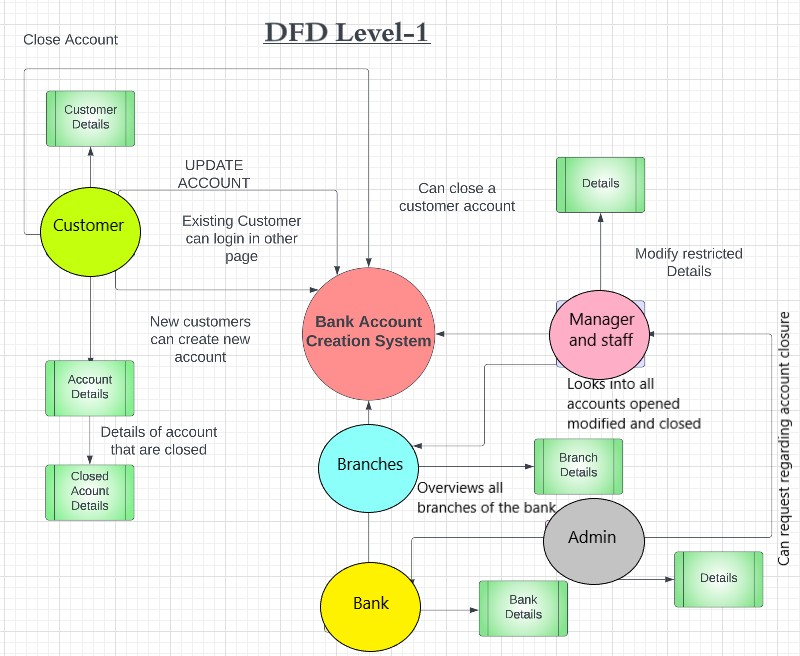 DFD Level-1
Close Account
Customer
Details
UPDATE
ACCOUNT
Customer
Existing Customer
can login in other
page
Can close a
customer account
Details
Modify restricted
Details
New customers
can create new
account
Bank Account
Creation System
Manager
and staff
Looks into all
accounts opened
modified and closed
Can request regarding account closure
Account
Details
Details of account
that are closed
Closed
Acount
Details
Branches
Branch
Details
Overviews all
branches of the bank
Admin
Details
Bank
Bank
Details